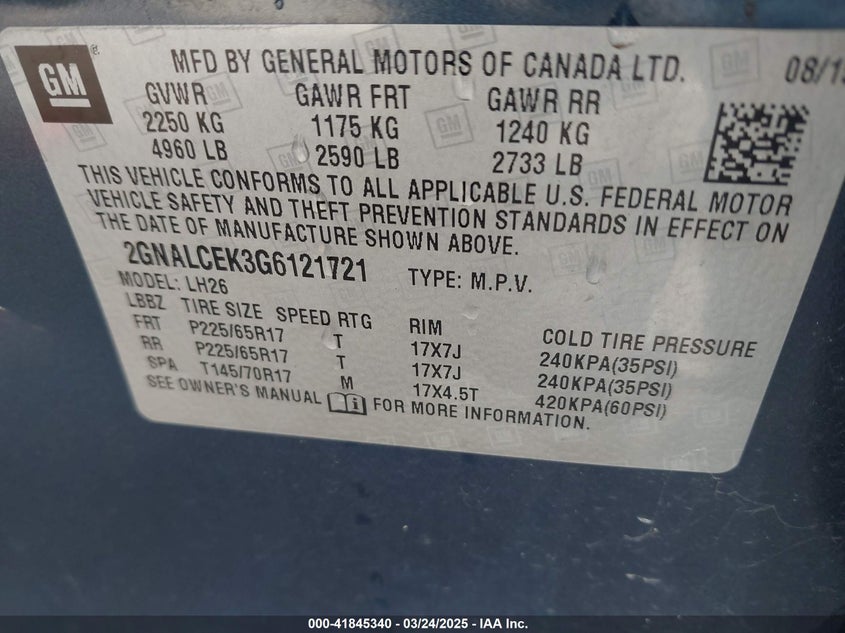 GM ®
MFD BY GENERAL MOTORS OF CANADA LTD. 08/15
GVWR GAWR FRT GAWR RR
2250 KG 1175 KG 1240 KG
4960 LB 2590 LB 2733 LB
THIS VEHICLE CONFORMS TO ALL APPLICABLE U.S. FEDERAL MOTOR
VEHICLE SAFETY AND THEFT PREVENTION STANDARDS IN EFFECT ON
THE DATE OF MANUFACTURE SHOWN ABOVE.
2GNALCEK3G6121721 TYPE: M.P.V.
MODEL: LH26
LBBZ TIRE SIZE SPEED RTG RIM COLD TIRE PRESSURE
FRT P225/65R17 T 17X7J 240KPA(35PSI)
RR P225/65R17 T 17X7J 240KPA(35PSI)
SPA T145/70R17 M 17X4.5T 420KPA(60PSI)
SEE OWNER'S MANUAL FOR MORE INFORMATION.
000-41845340 - 03/24/2025 - IAA Inc.